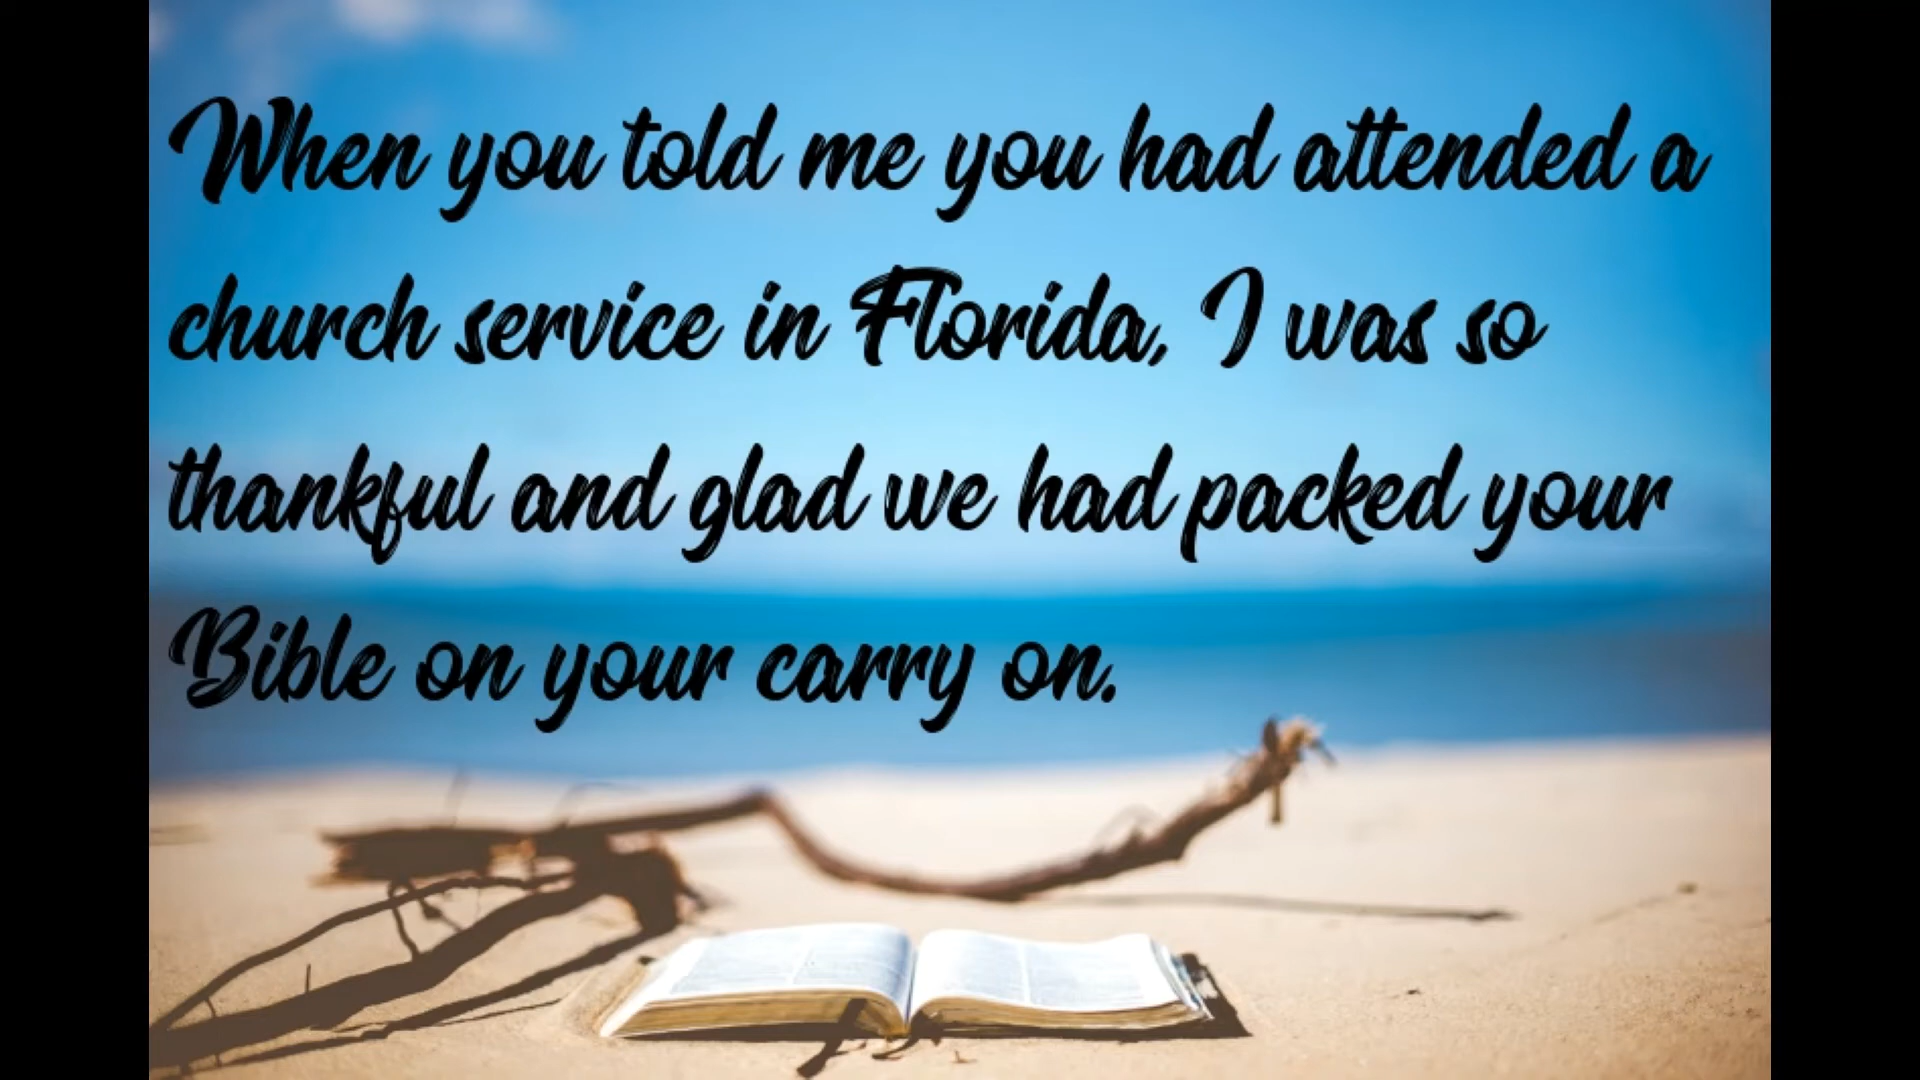 When you told me you had attended a
church service in Florida, I was so
thankful and glad we had packed your
Bible on your carry on.